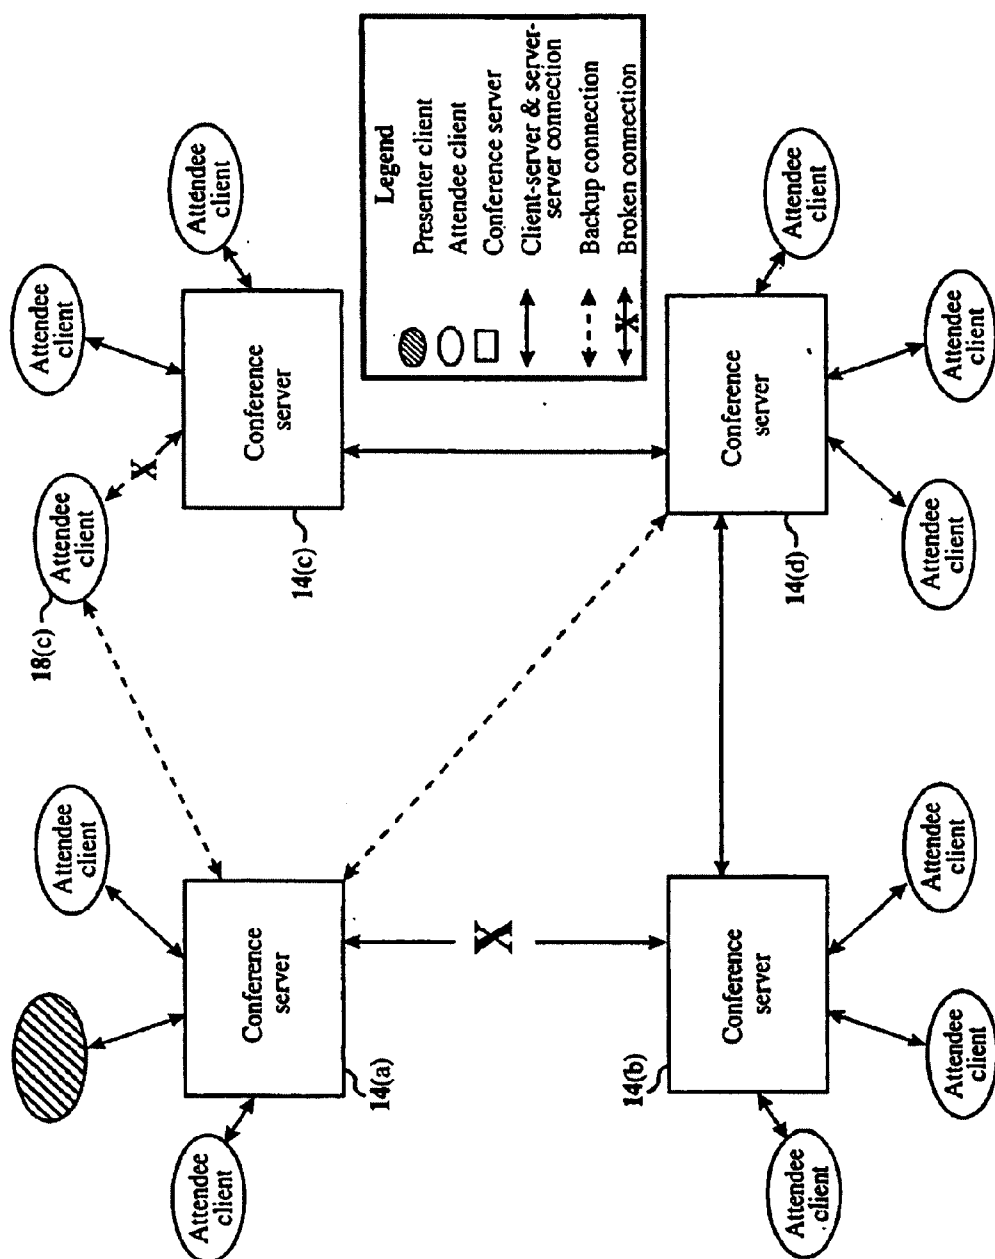 18(c)
Attendee
client
Attendee
client
Attendee
client
X
Attendee
client
Conference
server
Conference
server
Attendee
client
14(a)
14(c)
X
Legend
Presenter client
Attendee client
Conference server
Client-server & server-
server connection
Backup connection
X
Broken connection
14(b)
Attendee
client
Conference
server
Conference
server
Attendee
client
14(d)
Attendee
client
Attendee
client
Attendee
client
Attendee
client